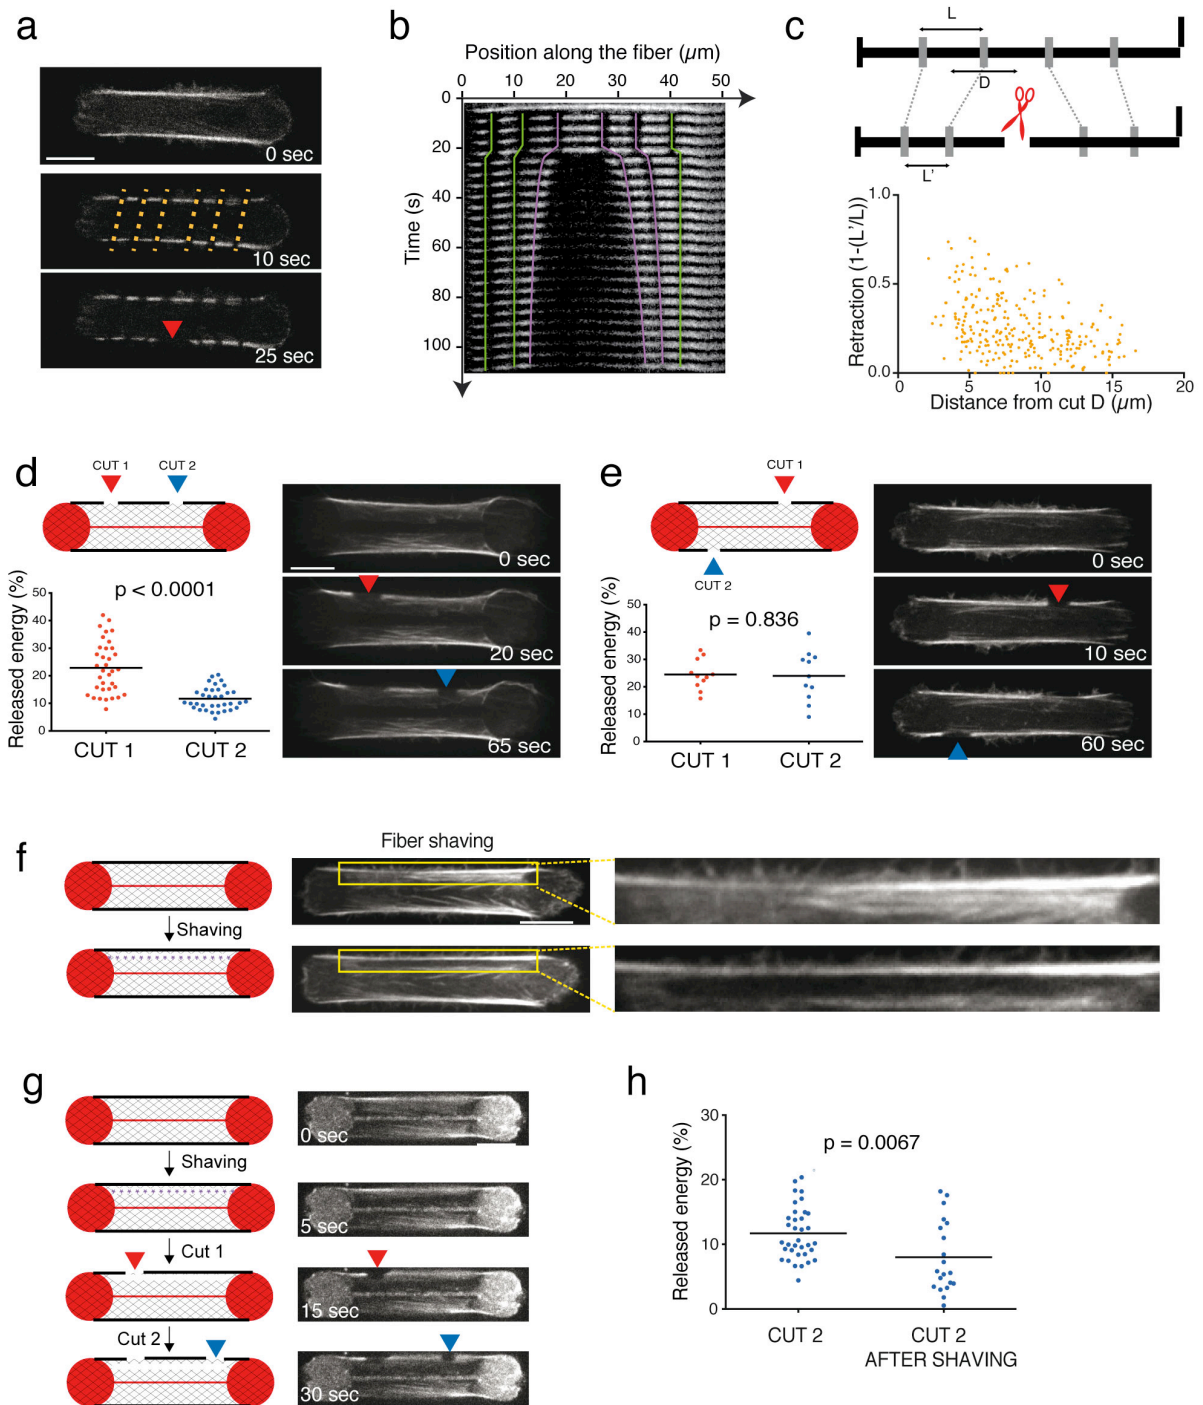 a
0 sec
10 sec
25 sec
b
Position along the fiber (µm)
0 10 20 30 40 50
Time (s)
0
20
40
60
80
100
c
L
D
L'
Retraction (1-(L'/L))
1.0
0.5
0.0
0 5 10 15 20
Distance from cut D (µm)
d
CUT 1 CUT 2
Released energy (%)
p < 0.0001
50
40
30
20
10
0
CUT 1 CUT 2
0 sec
20 sec
65 sec
e
CUT 1
CUT 2
Released energy (%)
p = 0.836
50
40
30
20
10
0
CUT 1 CUT 2
0 sec
10 sec
60 sec
f
Fiber shaving
Shaving
g
Shaving
Cut 1
Cut 2
0 sec
5 sec
15 sec
30 sec
h
Released energy (%)
p = 0.0067
30
20
10
0
CUT 2 CUT 2
AFTER SHAVING